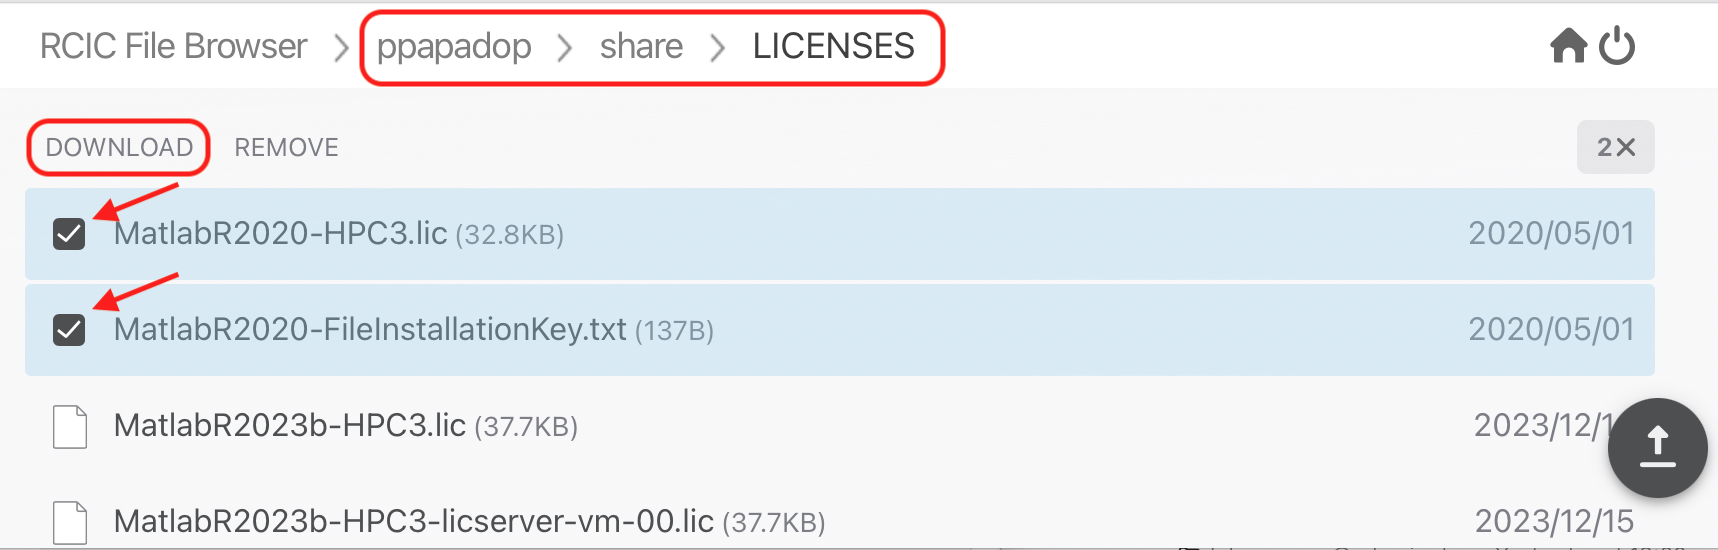 RCIC File Browser > ppapadop > share > LICENSES
DOWNLOAD REMOVE 2×
MatlabR2020-HPC3.lic (32.8KB) 2020/05/01
MatlabR2020-FileInstallationKey.txt (137B) 2020/05/01
MatlabR2023b-HPC3.lic (37.7KB) 2023/12/1
MatlabR2023b-HPC3-licserver-vm-00.lic (37.7KB) 2023/12/15